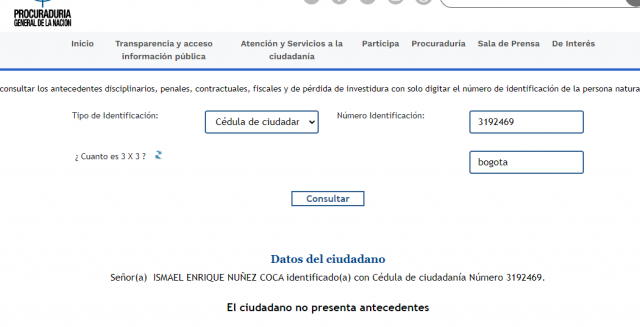 PROCURADURIA
GENERAL DE LA NACION
Inicio
Transparencia y acceso
información pública
Atención y Servicios a la
ciudadanía
Participa
Procuraduría
Sala de Prensa
De Interés
consultar los antecedentes disciplinarios, penales, contractuales, fiscales y de pérdida de investidura con solo digitar el número de identificación de la persona natura
Tipo de Identificación:
Cédula de ciudadar
Número Identificación:
3192469
¿ Cuanto es 3 X 3 ?
bogota
Consultar
Datos del ciudadano
Señor(a) ISMAEL ENRIQUE NUÑEZ COCA identificado(a) con Cédula de ciudadanía Número 3192469.
El ciudadano no presenta antecedentes